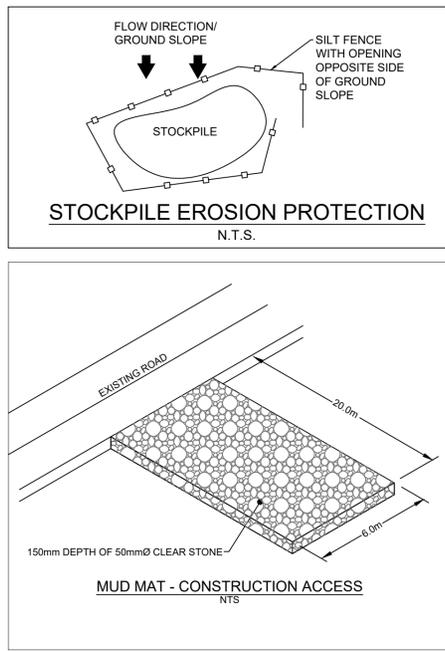 FLOW DIRECTION/
GROUND SLOPE
SILT FENCE
WITH OPENING
OPPOSITE SIDE
OF GROUND
SLOPE
STOCKPILE
STOCKPILE EROSION PROTECTION
N.T.S.
EXISTING ROAD
20.0m
6.0m
150mm DEPTH OF 50mmØ CLEAR STONE
MUD MAT - CONSTRUCTION ACCESS
NTS